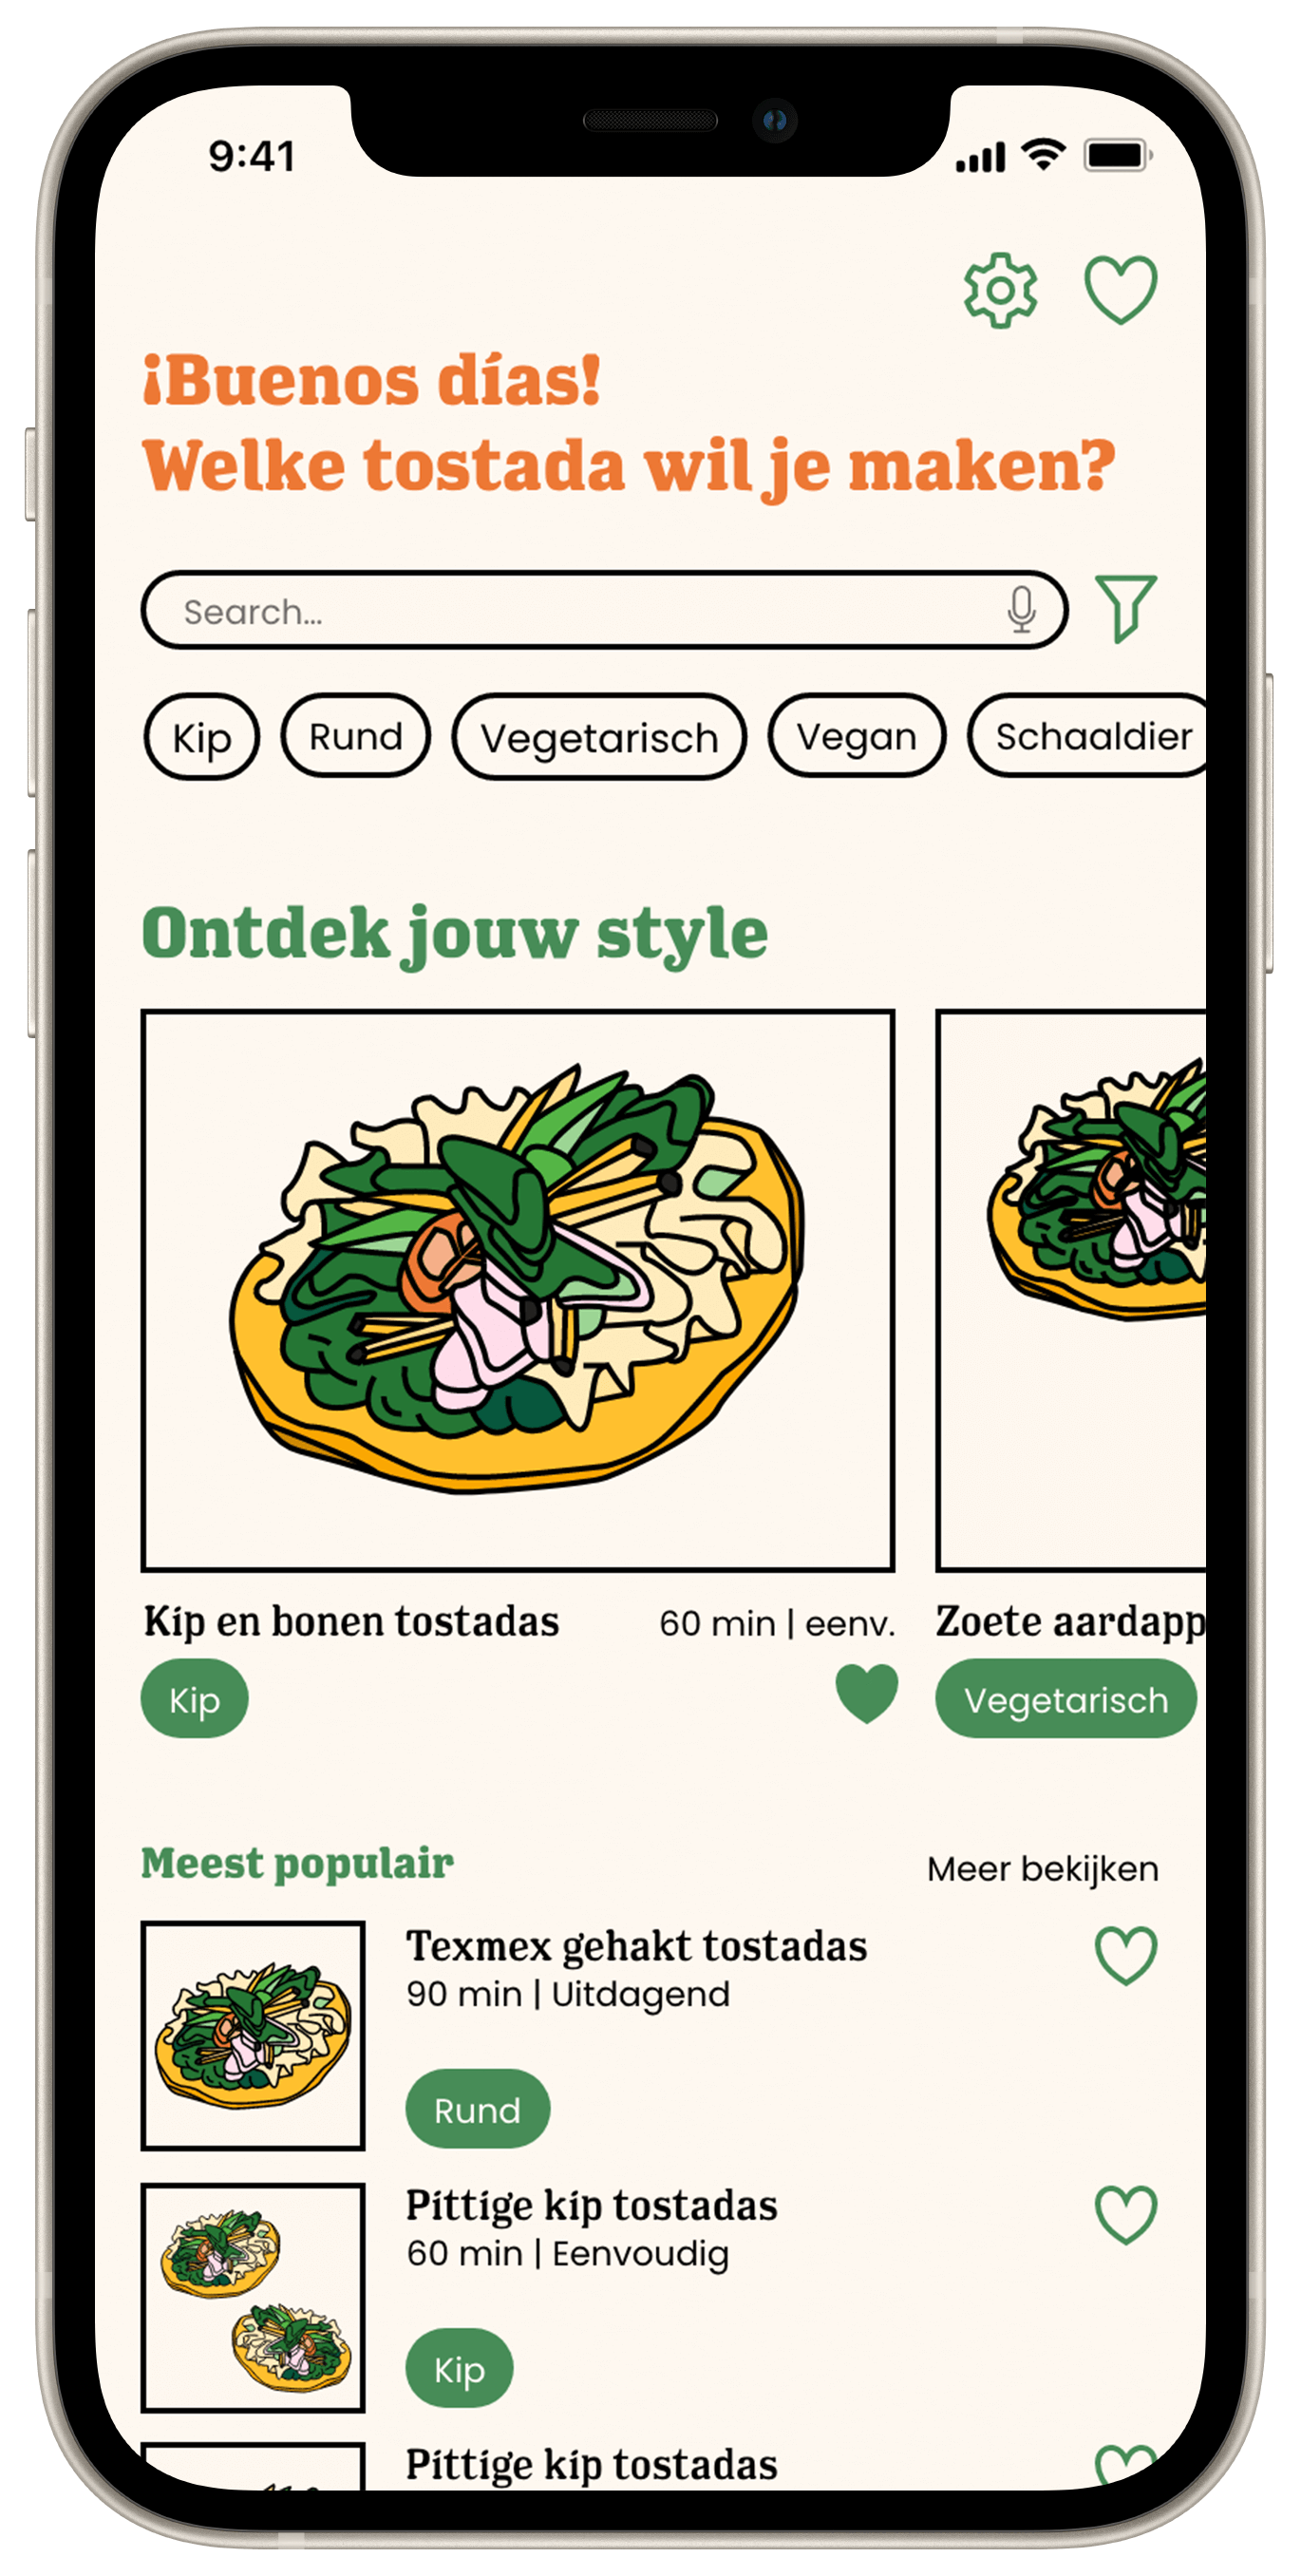 9:41
¡Buenos días!
Welke tostada wil je maken?
Search...
Kip Rund Vegetarisch Vegan Schaaldier
Ontdek jouw style
Kip en bonen tostadas 60 min | eenv. Zoete aardapp
Kip Vegetarisch
Meest populair Meer bekijken
Texmex gehakt tostadas
90 min | Uitdagend
Rund
Pittige kip tostadas
60 min | Eenvoudig
Kip
Pittige kip tostadas